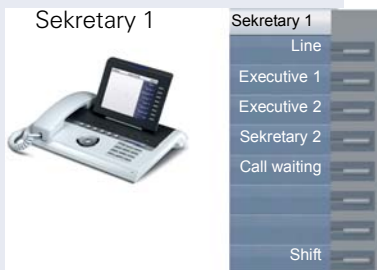 Sekretary 1
Sekretary 1
Line
Executive 1
Executive 2
Sekretary 2
Call waiting
Shift